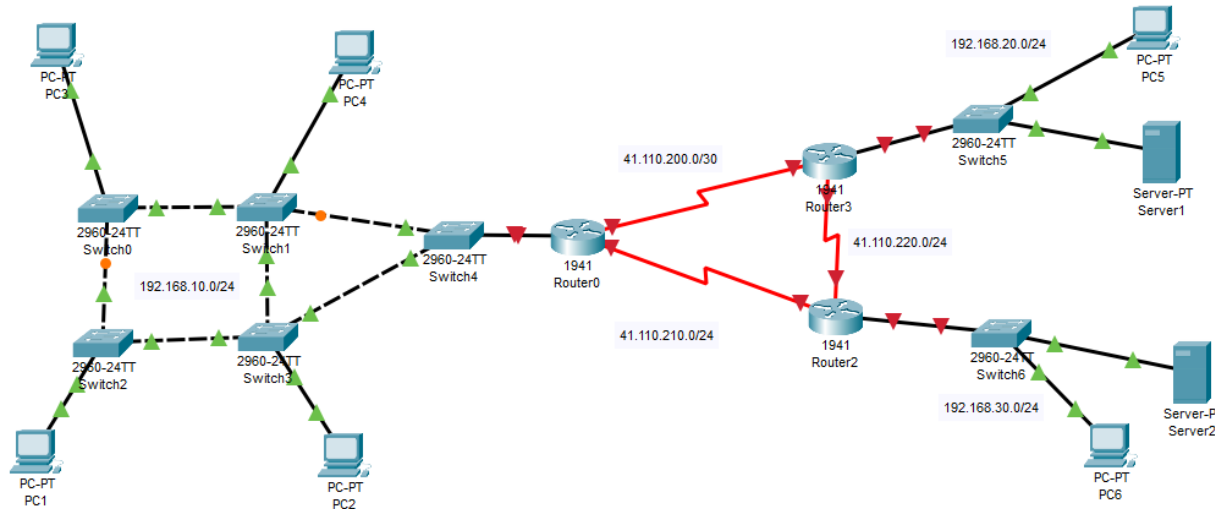 PC-PT
PC3
PC-PT
PC4
192.168.20.0/24
PC-PT
PC5
2960-24TT
Switch5
Server-PT
Server1
41.110.200.0/30
1941
Router3
2960-24TT
Switch0
2960-24TT
Switch1
2960-24TT
Switch4
1941
Router0
41.110.220.0/24
192.168.10.0/24
41.110.210.0/24
1941
Router2
2960-24TT
Switch2
2960-24TT
Switch3
2960-24TT
Switch6
192.168.30.0/24
Server-P
Server2
PC-PT
PC1
PC-PT
PC2
PC-PT
PC6